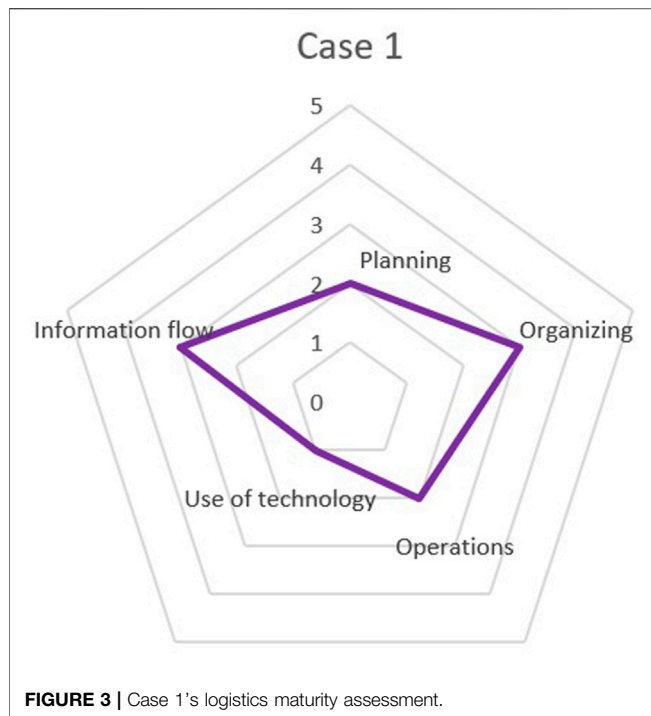 Case 1
5
4
3
Planning
2
Information flow
Organizing
1
0
Use of technology
Operations
FIGURE 3 | Case 1's logistics maturity assessment.